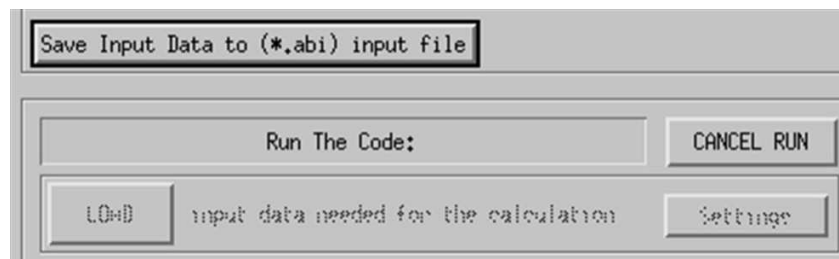 Save Input Data to (*.abi) input file
Run The Code:
CANCEL RUN
LOAD
input data needed for the calculation
Settings